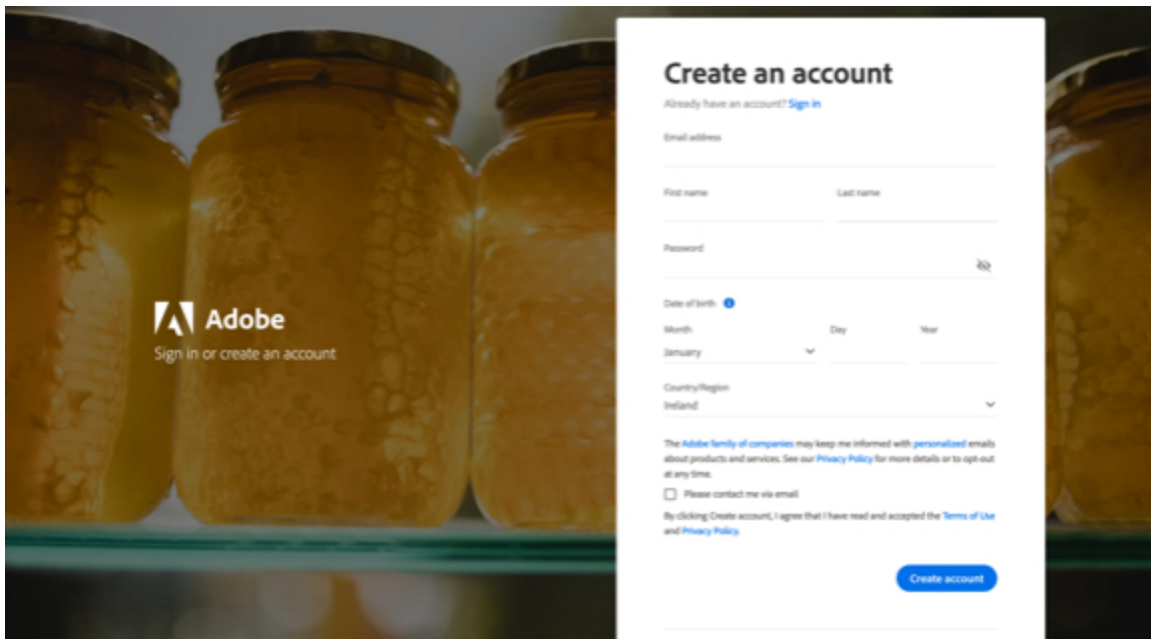 Adobe
Sign in or create an account
Create an account
Already have an account? Sign in
Email address
First name
Last name
Password
Date of birth
Month
Day
Year
January
Country/Region
Ireland
The Adobe family of companies may keep me informed with personalized emails
about products and services. See our Privacy Policy for more details or to opt-out
at any time.
Please contact me via email
By clicking Create account, I agree that I have read and accepted the Terms of Use
and Privacy Policy.
Create account